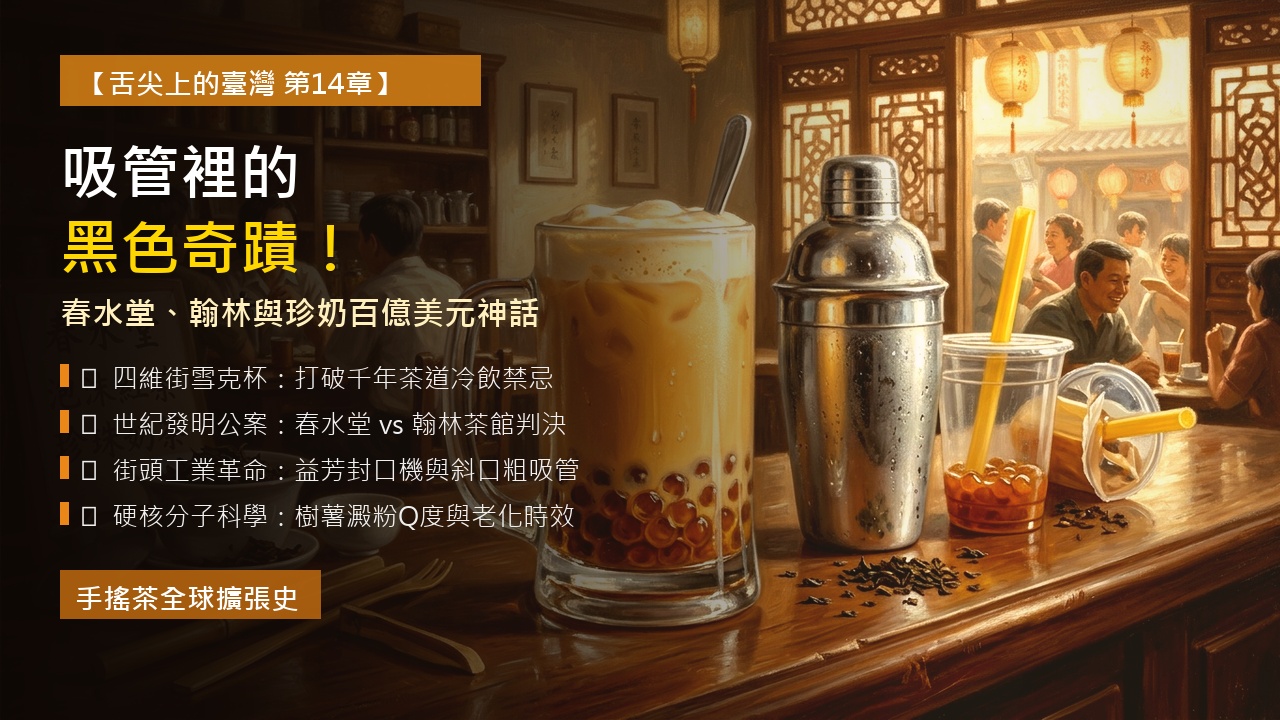 【舌尖上的臺灣 第14章】
吸管裡的
黑色奇蹟！
春水堂、翰林與珍奶百億美元神話
四維街雪克杯：打破千年茶道冷飲禁忌
世紀發明公案：春水堂 vs 翰林茶館判決
街頭工業革命：益芳封口機與斜口粗吸管
硬核分子科學：樹薯澱粉Q度與老化時效
手搖茶全球擴張史